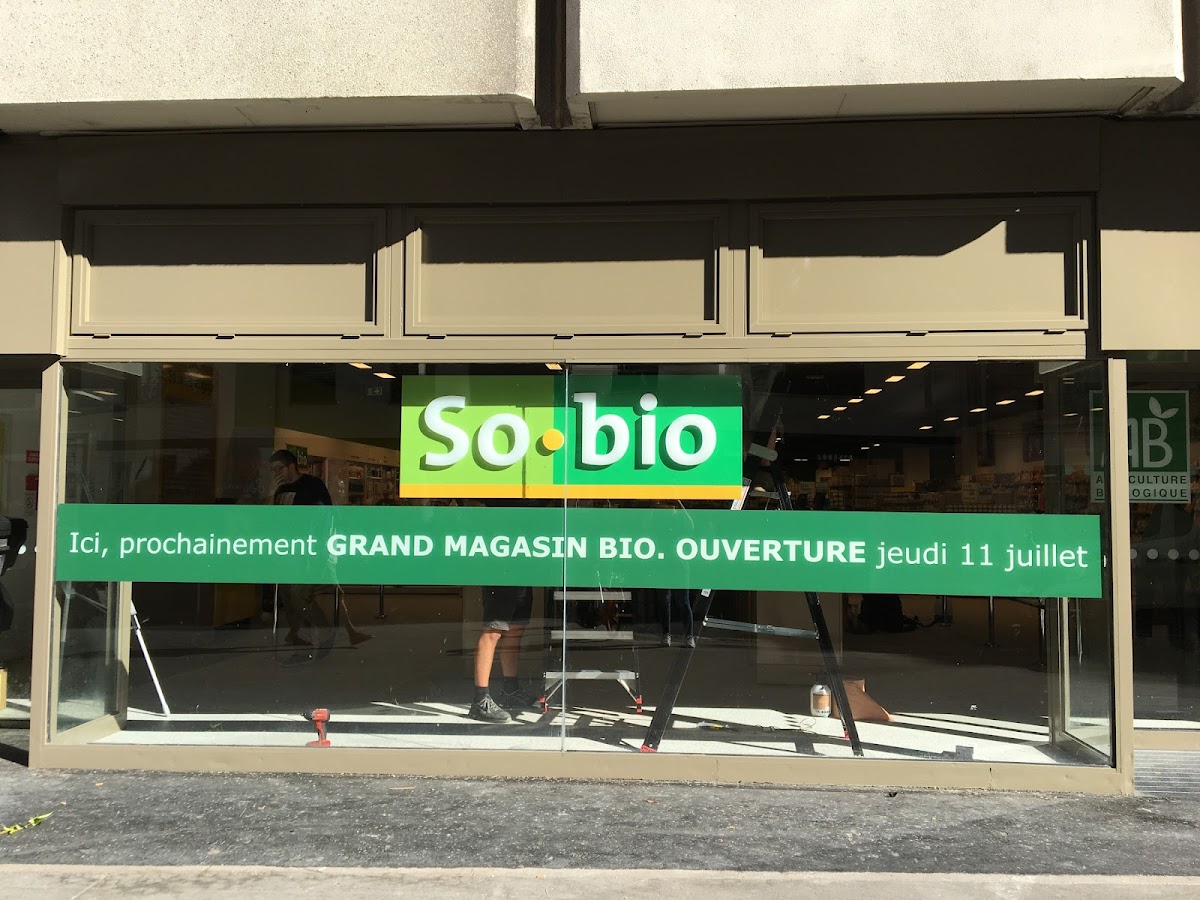 So bio
Ici, prochainement GRAND MAGASIN BIO. OUVERTURE jeudi 11 juillet
AB
AGRICULTURE
BIOLOGIQUE